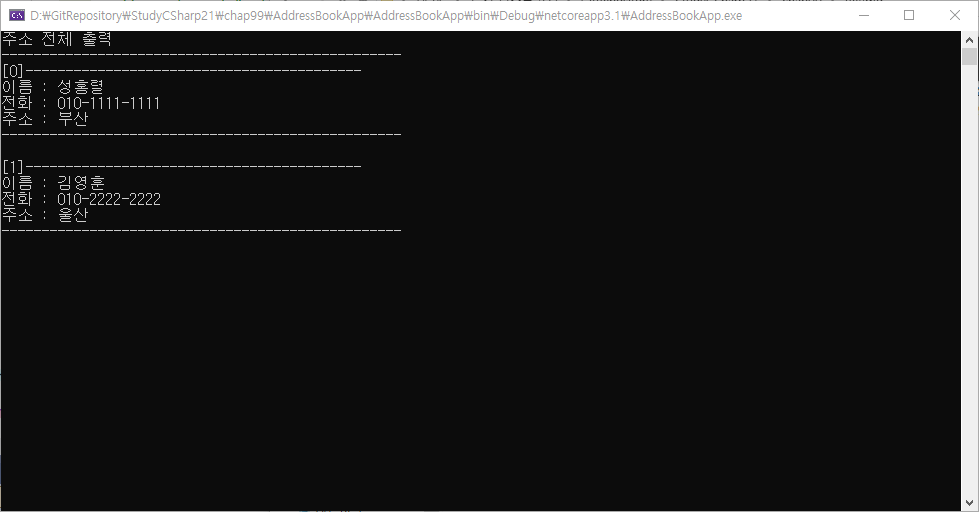 D:\GitRepository\StudyCSharp21\chap99\AddressBookApp\AddressBookApp\bin\Debug\netcoreapp3.1\AddressBookApp.exe
주소 전체 출력
--------------------------------------------------
[0]------------------------------------------
이름 : 성홍렬
전화 : 010-1111-1111
주소 : 부산
--------------------------------------------------
[1]------------------------------------------
이름 : 김영훈
전화 : 010-2222-2222
주소 : 울산
--------------------------------------------------